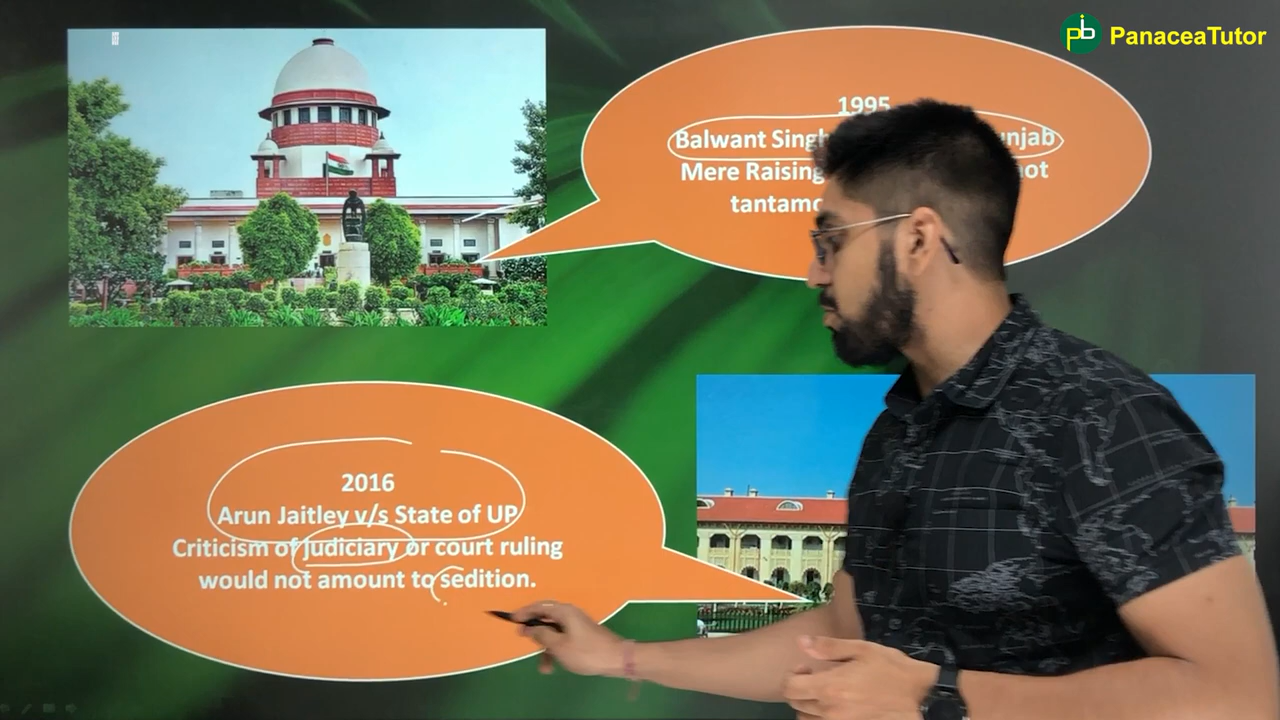 PanaceaTutor
1995
Balwant Singh
Mere Raising not
2016
Arun Jaitley v/s State of UP
Criticism of judiciary or court ruling
would not amount to sedition.